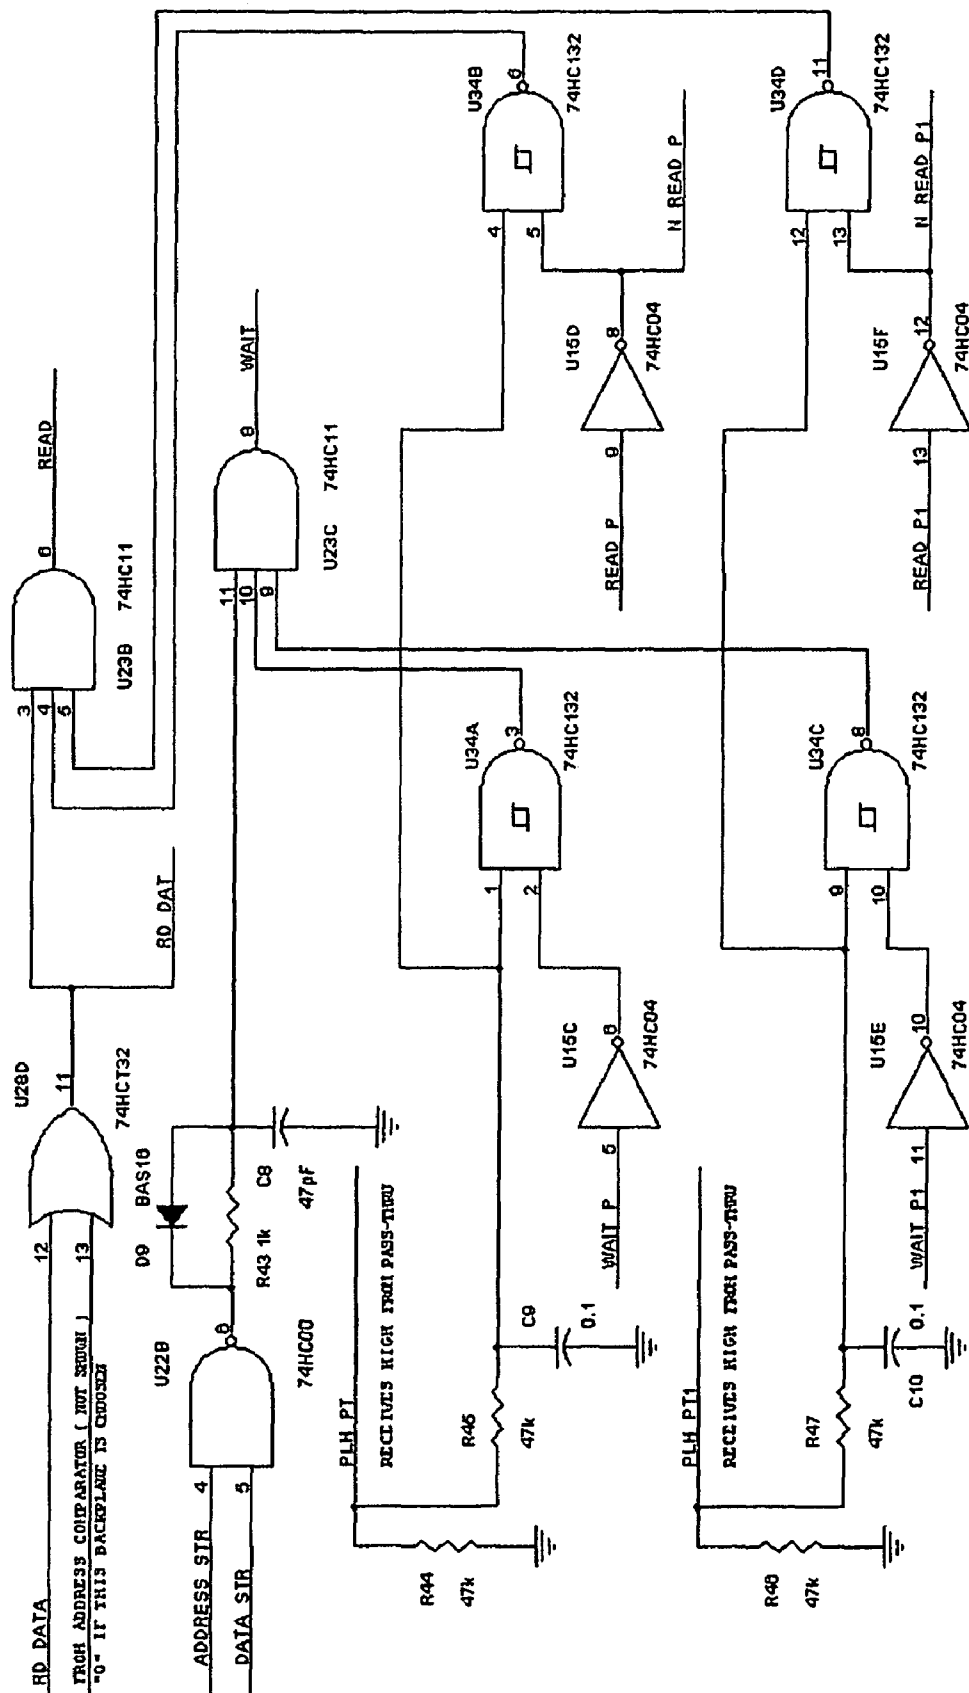 RD DATA
FROM ADDRESS COMPARATOR ( NOT SHOWN )
"0" IF THIS BACKPLANE IS CHOOSEN
12
13
U28D
11
74HCT32
RD DAT
3
4
5
U23B
74HC11
6
READ
ADDRESS STR
DATA STR
4
5
U22B
6
74HC00
D9
BAS16
R43 1k
C8
47pF
11
10
9
U23C
74HC11
8
WAIT
PLH PT
RECEIVES HIGH FROM PASS-THRU
R44
47k
R45
47k
C9
0.1
WAIT P
5
U15C
6
74HC04
1
2
U34A
3
74HC132
READ P
9
U15D
8
74HC04
4
5
U34B
6
74HC132
N READ P
PLH PT1
RECEIVES HIGH FROM PASS-THRU
R48
47k
R47
47k
C10
0.1
WAIT P1
11
U15E
10
74HC04
9
10
U34C
8
74HC132
READ P1
13
U15F
12
74HC04
12
13
U34D
11
74HC132
N READ P1